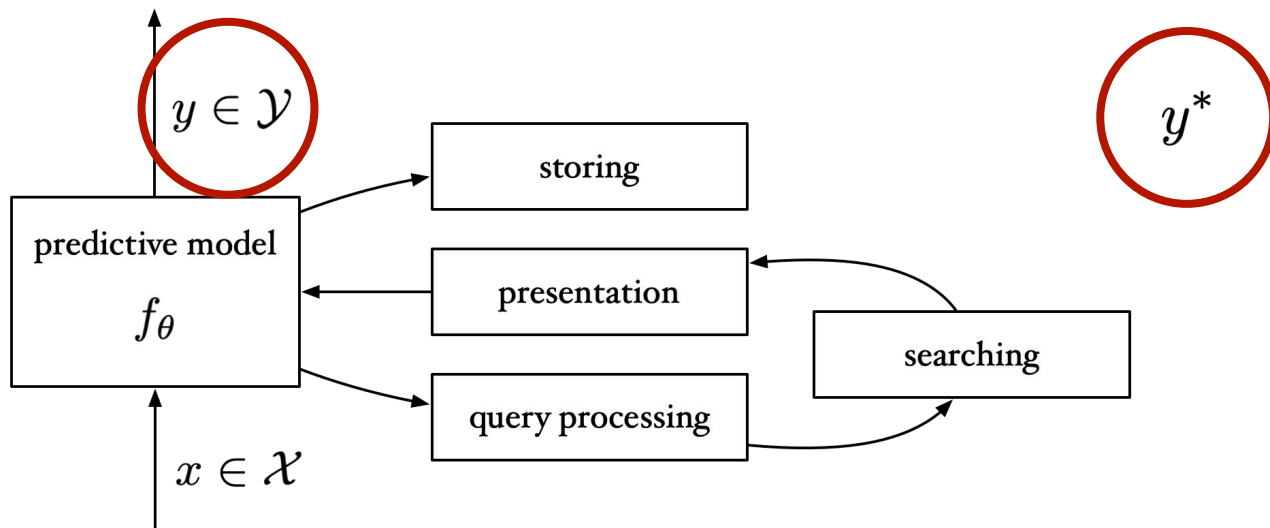 y ∈ 𝒴
y*
storing
predictive model
f_θ
presentation
searching
query processing
x ∈ 𝒳